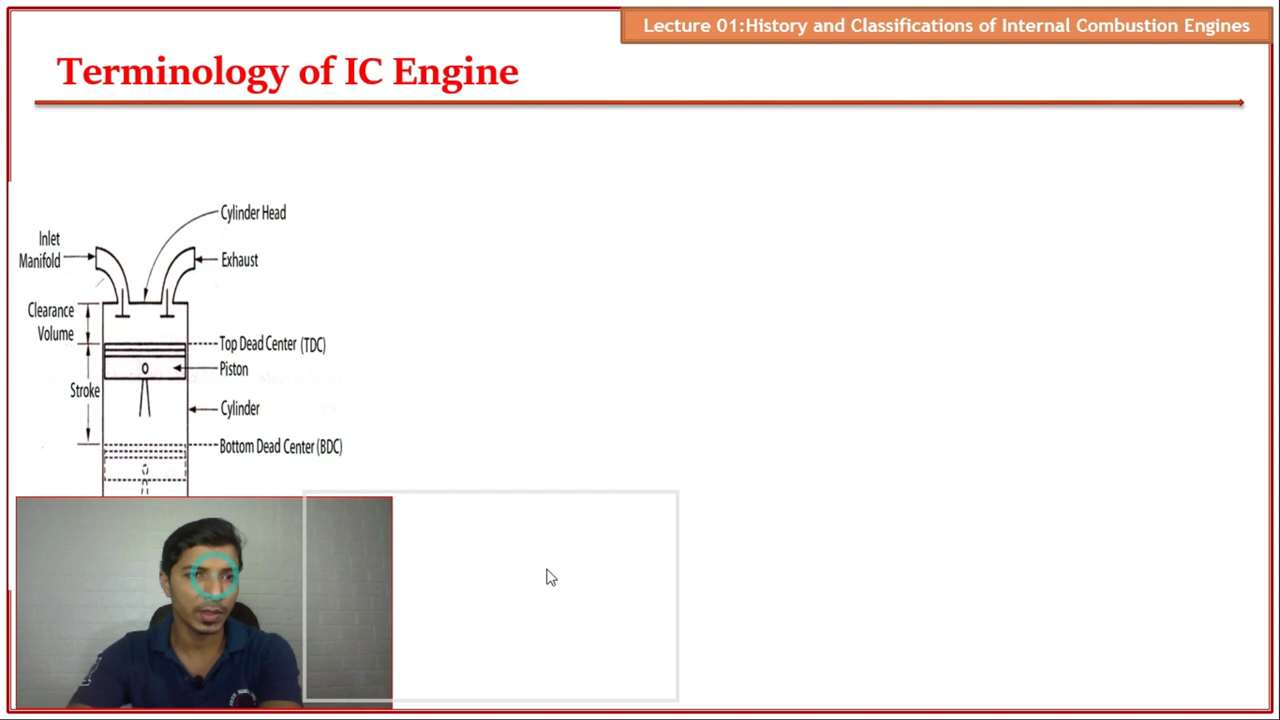 Lecture 01:History and Classifications of Internal Combustion Engines
Terminology of IC Engine
Cylinder Head
Inlet
Manifold
Exhaust
Clearance
Volume
Top Dead Center (TDC)
Piston
Stroke
Cylinder
Bottom Dead Center (BDC)